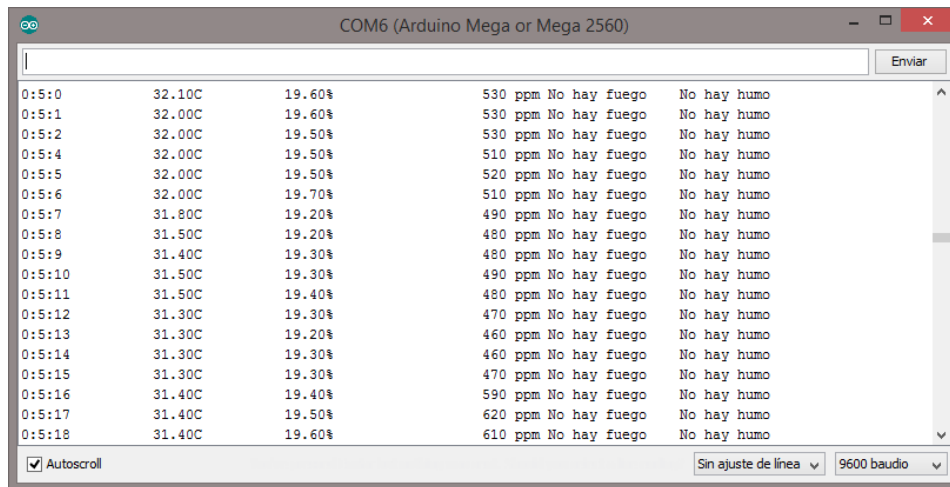 COM6 (Arduino Mega or Mega 2560)
Enviar
0:5:0 32.10C 19.60% 530 ppm No hay fuego No hay humo
0:5:1 32.00C 19.60% 530 ppm No hay fuego No hay humo
0:5:2 32.00C 19.50% 530 ppm No hay fuego No hay humo
0:5:4 32.00C 19.50% 510 ppm No hay fuego No hay humo
0:5:5 32.00C 19.50% 520 ppm No hay fuego No hay humo
0:5:6 32.00C 19.70% 510 ppm No hay fuego No hay humo
0:5:7 31.80C 19.20% 490 ppm No hay fuego No hay humo
0:5:8 31.50C 19.20% 480 ppm No hay fuego No hay humo
0:5:9 31.40C 19.30% 480 ppm No hay fuego No hay humo
0:5:10 31.50C 19.30% 490 ppm No hay fuego No hay humo
0:5:11 31.50C 19.40% 480 ppm No hay fuego No hay humo
0:5:12 31.30C 19.30% 470 ppm No hay fuego No hay humo
0:5:13 31.30C 19.20% 460 ppm No hay fuego No hay humo
0:5:14 31.30C 19.30% 460 ppm No hay fuego No hay humo
0:5:15 31.30C 19.30% 470 ppm No hay fuego No hay humo
0:5:16 31.40C 19.40% 590 ppm No hay fuego No hay humo
0:5:17 31.40C 19.50% 620 ppm No hay fuego No hay humo
0:5:18 31.40C 19.60% 610 ppm No hay fuego No hay humo
Autoscroll Sin ajuste de línea 9600 baudio